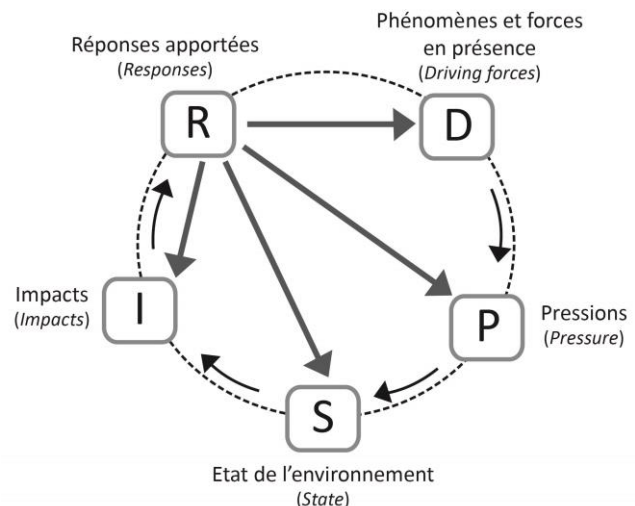 Réponses apportées
(Responses)
Phénomènes et forces
en présence
(Driving forces)
R
D
Impacts
(Impacts)
I
P
Pressions
(Pressure)
S
Etat de l'environnement
(State)